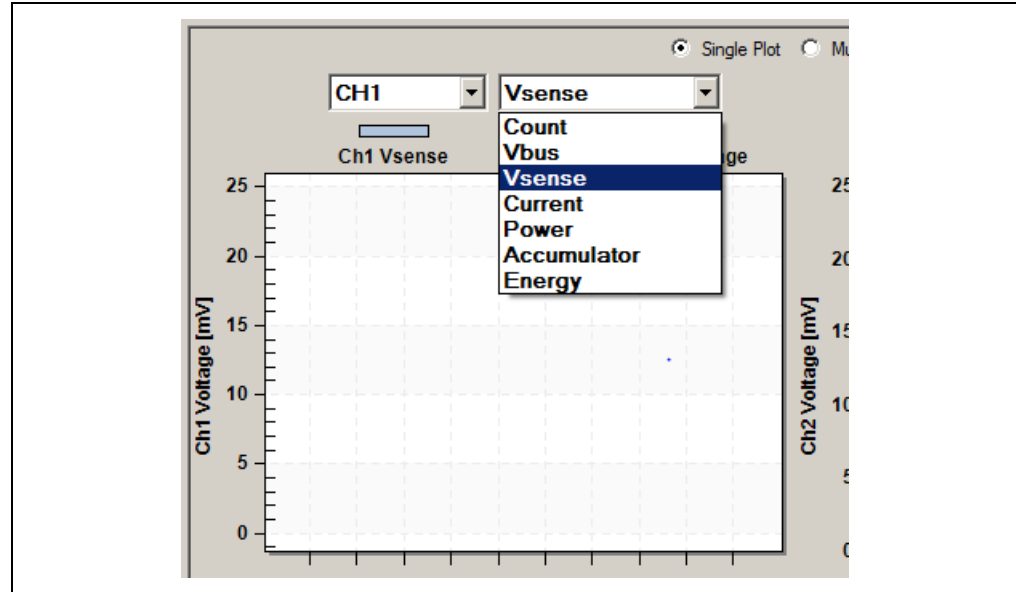 Single Plot
CH1
Vsense
Count
Vbus
Vsense
Current
Power
Accumulator
Energy
Ch1 Vsense
25
20
15
10
5
0
Ch1 Voltage [mV]
Ch2 Voltage [mV]